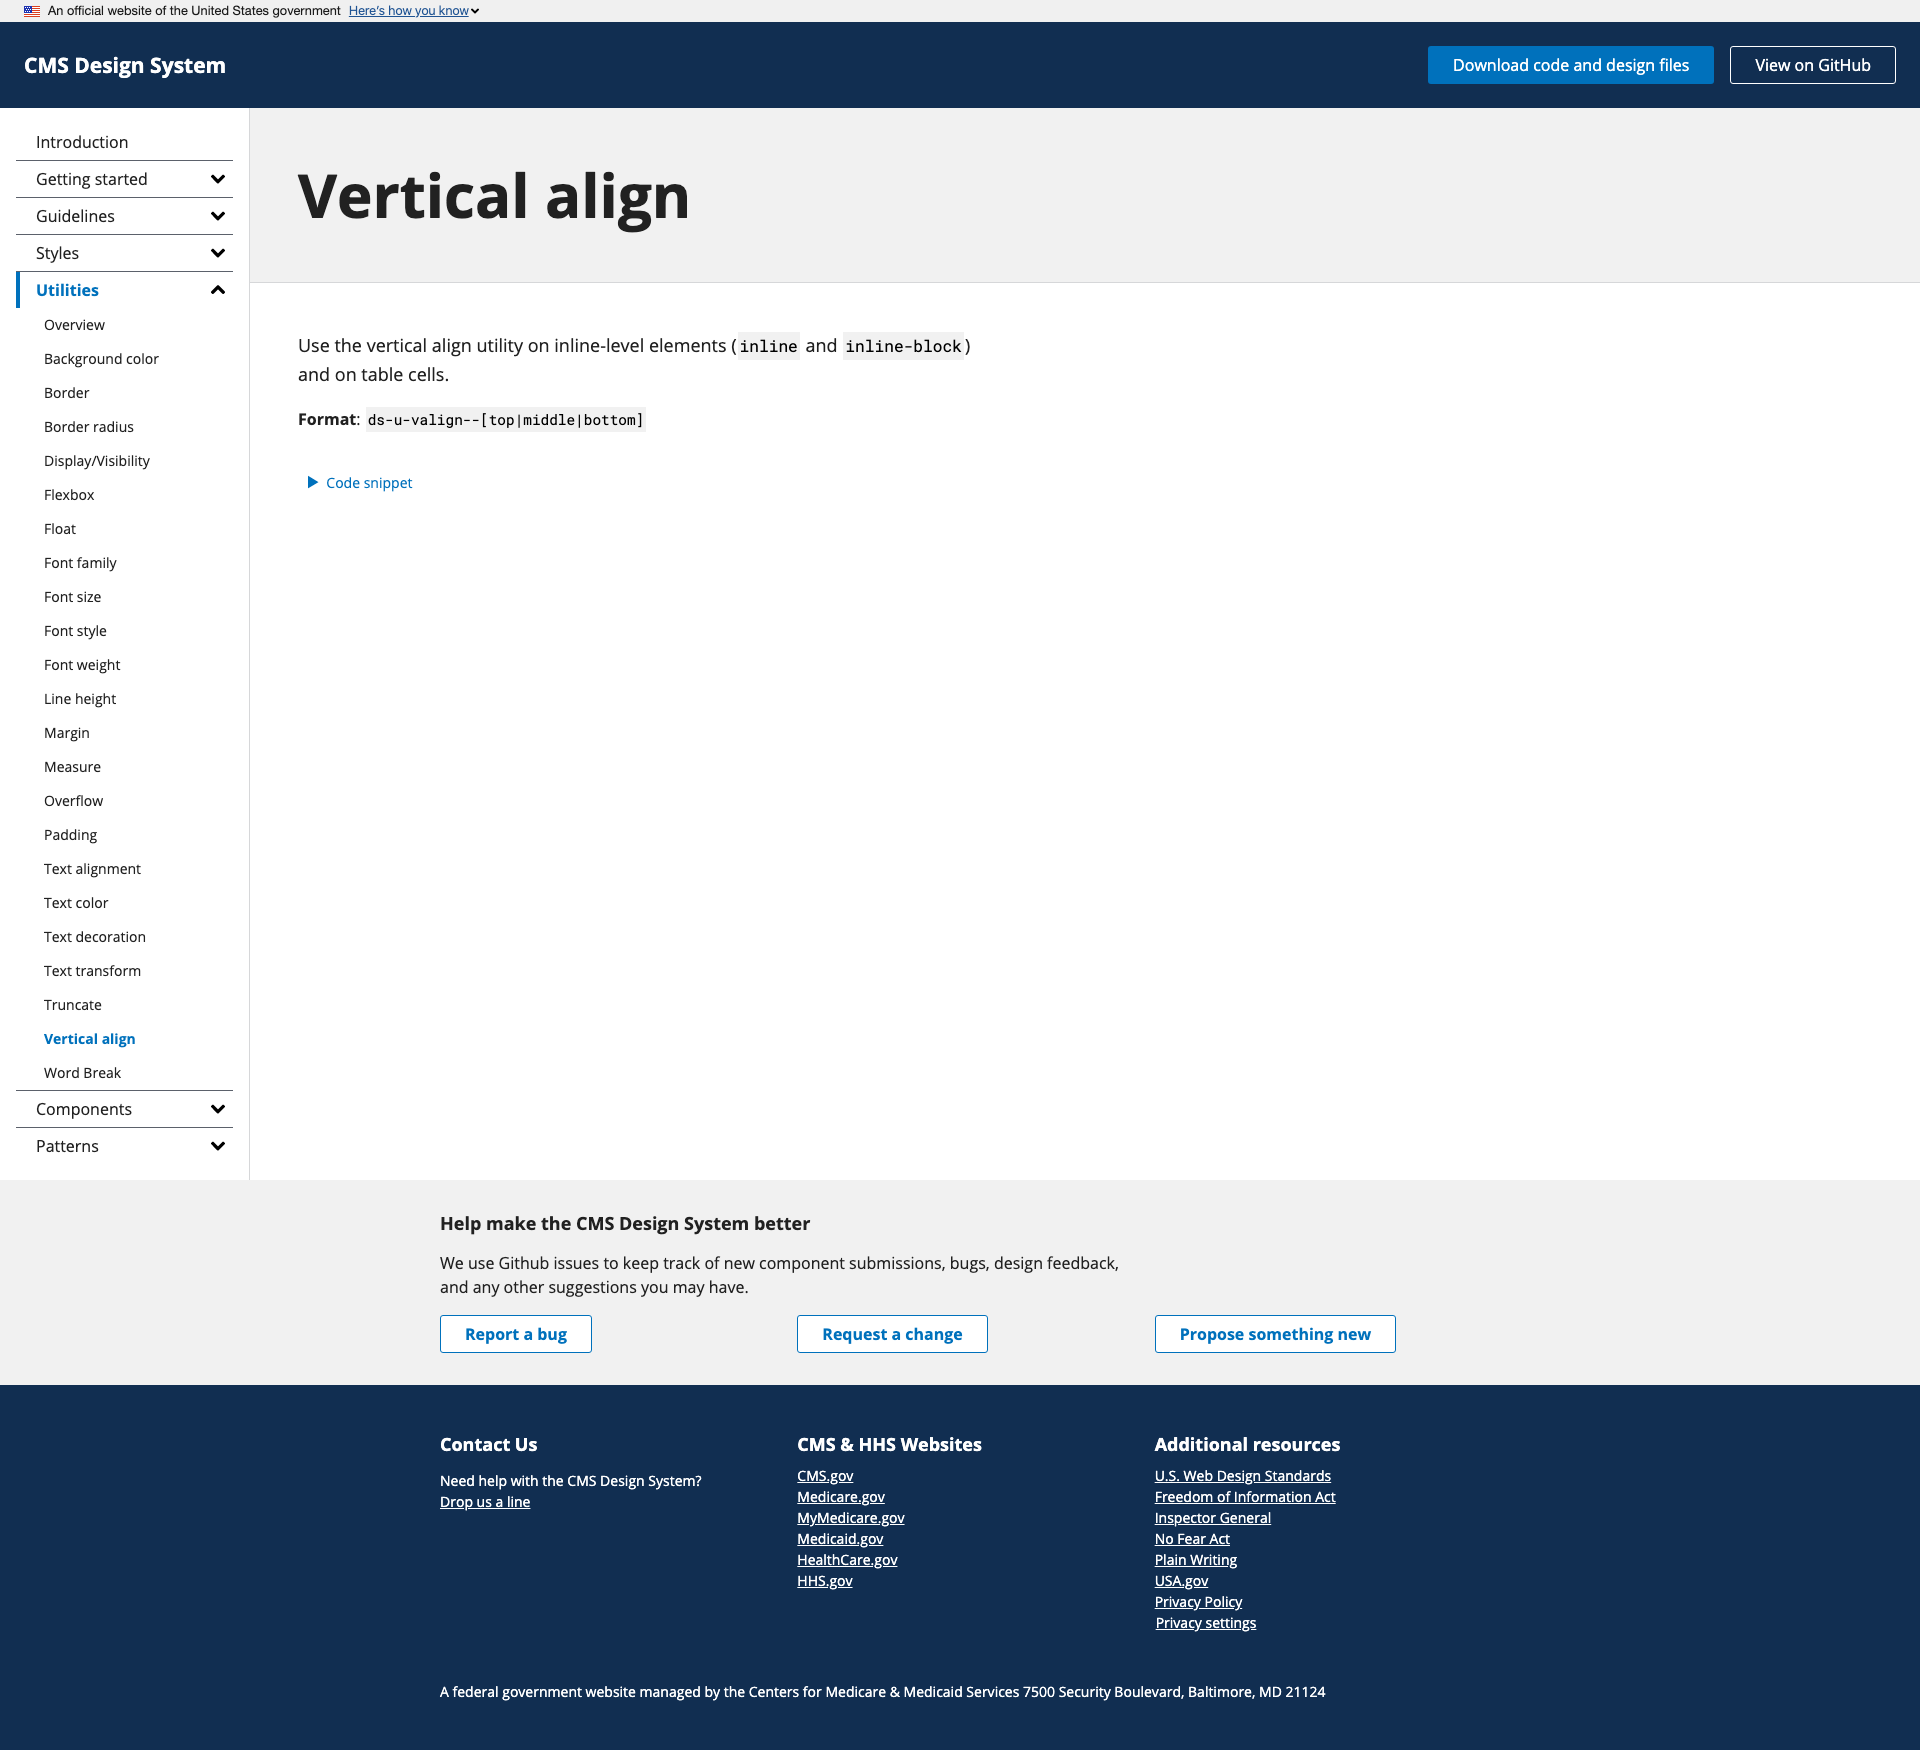 An official website of the United States government Here's how you know
CMS Design System
Download code and design files
View on GitHub
Introduction
Getting started
Guidelines
Styles
Utilities
Overview
Background color
Border
Border radius
Display/Visibility
Flexbox
Float
Font family
Font size
Font style
Font weight
Line height
Margin
Measure
Overflow
Padding
Text alignment
Text color
Text decoration
Text transform
Truncate
Vertical align
Word Break
Components
Patterns
Vertical align
Use the vertical align utility on inline-level elements (inline and inline-block)
and on table cells.
Format: ds-u-valign--[top|middle|bottom]
Code snippet
Help make the CMS Design System better
We use Github issues to keep track of new component submissions, bugs, design feedback,
and any other suggestions you may have.
Report a bug
Request a change
Propose something new
Contact Us
Need help with the CMS Design System?
Drop us a line
CMS & HHS Websites
CMS.gov
Medicare.gov
MyMedicare.gov
Medicaid.gov
HealthCare.gov
HHS.gov
Additional resources
U.S. Web Design Standards
Freedom of Information Act
Inspector General
No Fear Act
Plain Writing
USA.gov
Privacy Policy
Privacy settings
A federal government website managed by the Centers for Medicare & Medicaid Services 7500 Security Boulevard, Baltimore, MD 21124